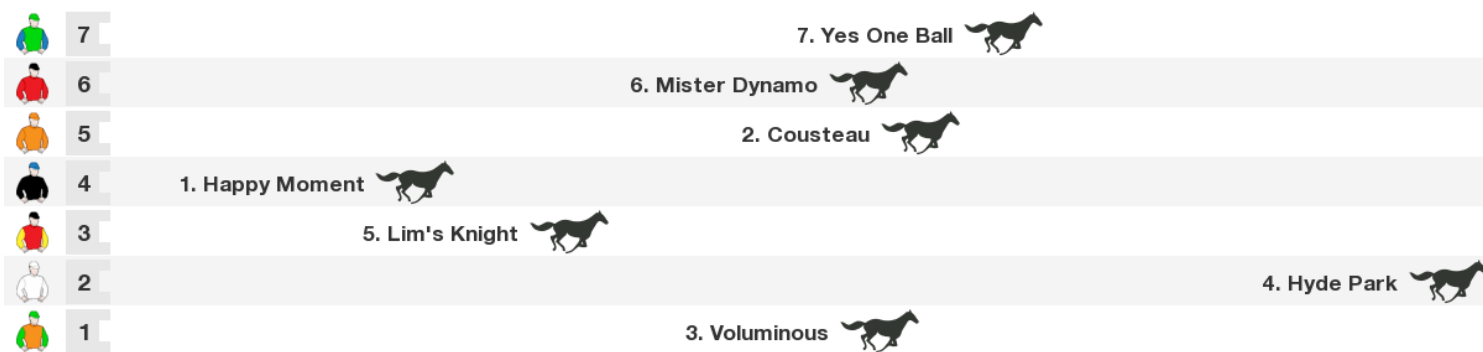 7 7. Yes One Ball
6 6. Mister Dynamo
5 2. Cousteau
4 1. Happy Moment
3 5. Lim's Knight
2 4. Hyde Park
1 3. Voluminous